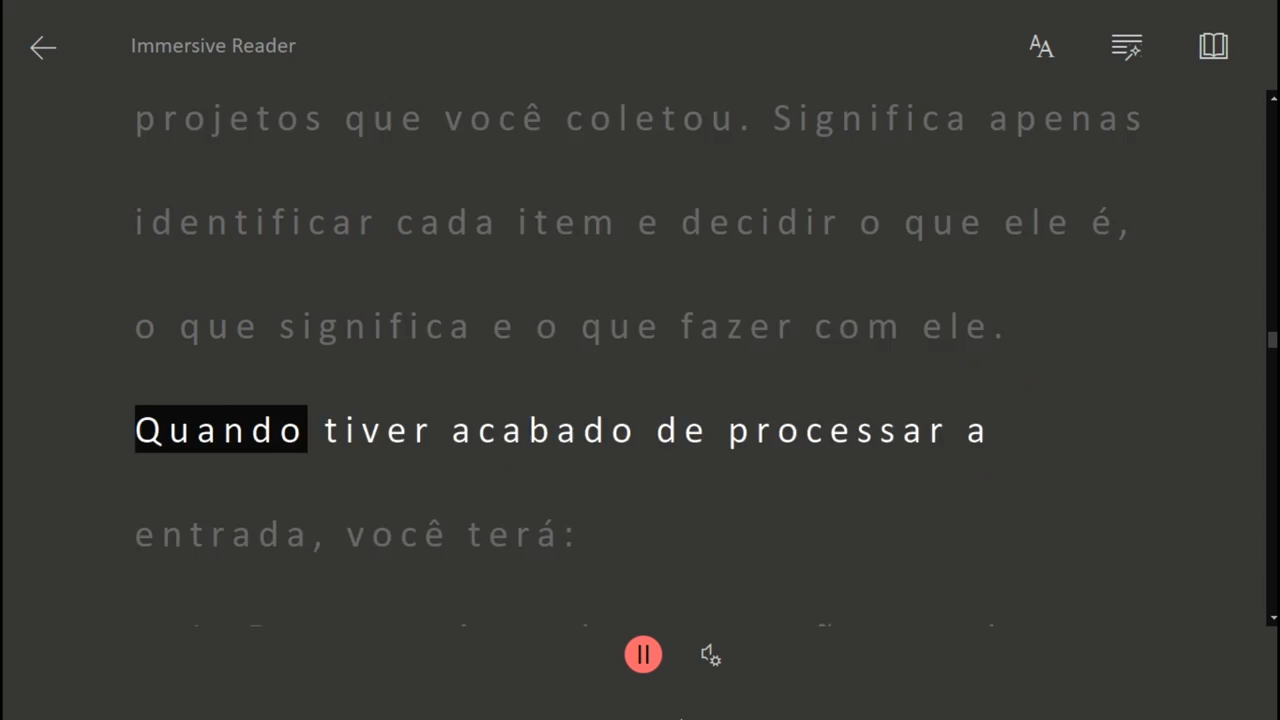 Immersive Reader
projetos que você coletou. Significa apenas
identificar cada item e decidir o que ele é,
o que significa e o que fazer com ele.
Quando tiver acabado de processar a
entrada, você terá: